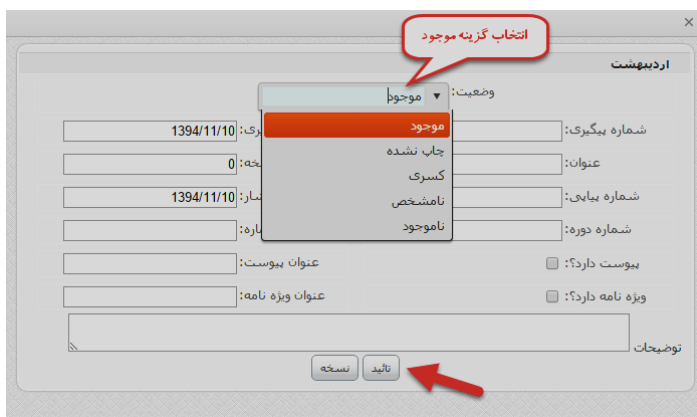 انتخاب گزینه موجود
اردیبهشت
وضعیت: موجود
موجود
چاپ نشده
کسری
نامشخص
ناموجود
شماره پیگیری: 1394/11/10
عنوان: 0
شماره پیاپی: 1394/11/10
شماره دوره:
پیوست دارد؟: عنوان پیوست:
ویژه نامه دارد؟: عنوان ویژه نامه:
توضیحات
تائید نسخه